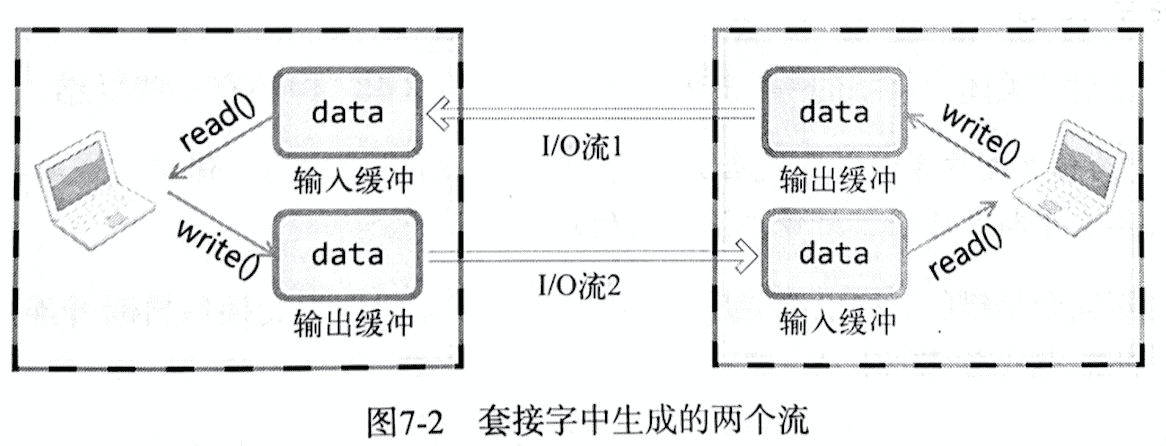 read()
data
输入缓冲
write()
data
输出缓冲
I/O流1
I/O流2
data
输出缓冲
write()
data
输入缓冲
read()
图7-2 套接字中生成的两个流